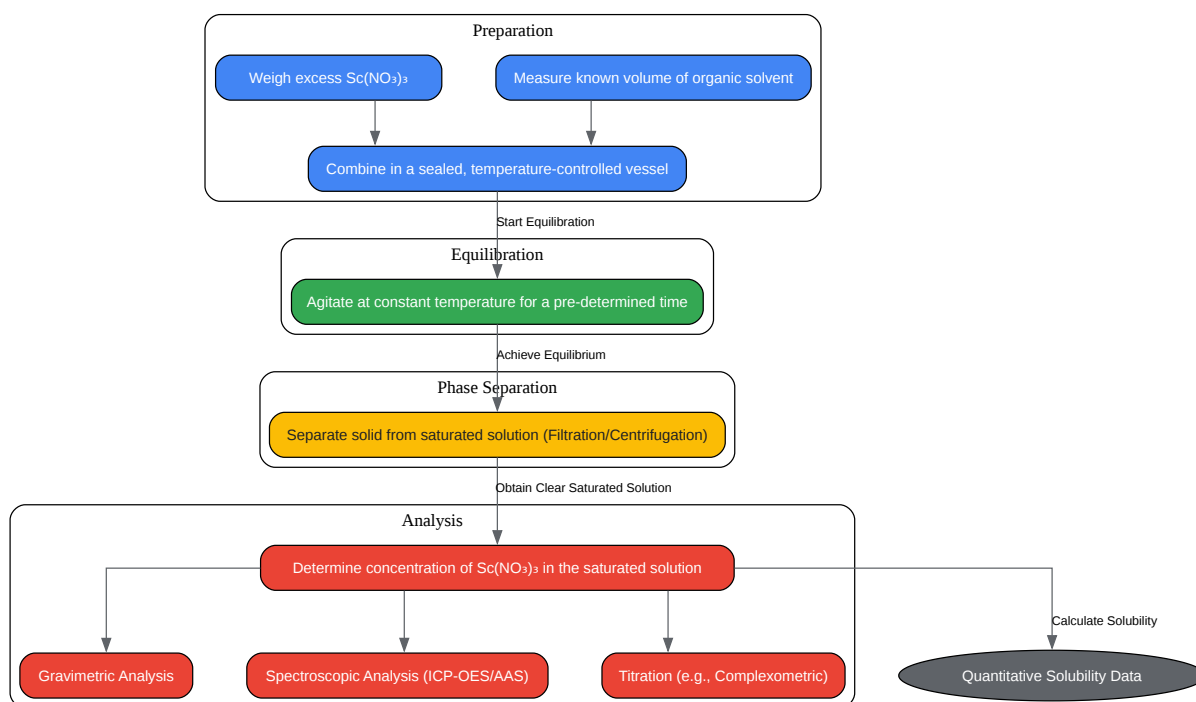 Preparation
Weigh excess Sc(NO₃)₃
Measure known volume of organic solvent
Combine in a sealed, temperature-controlled vessel
Start Equilibration
Equilibration
Agitate at constant temperature for a pre-determined time
Achieve Equilibrium
Phase Separation
Separate solid from saturated solution (Filtration/Centrifugation)
Obtain Clear Saturated Solution
Analysis
Determine concentration of Sc(NO₃)₃ in the saturated solution
Calculate Solubility
Gravimetric Analysis
Spectroscopic Analysis (ICP-OES/AAS)
Titration (e.g., Complexometric)
Quantitative Solubility Data